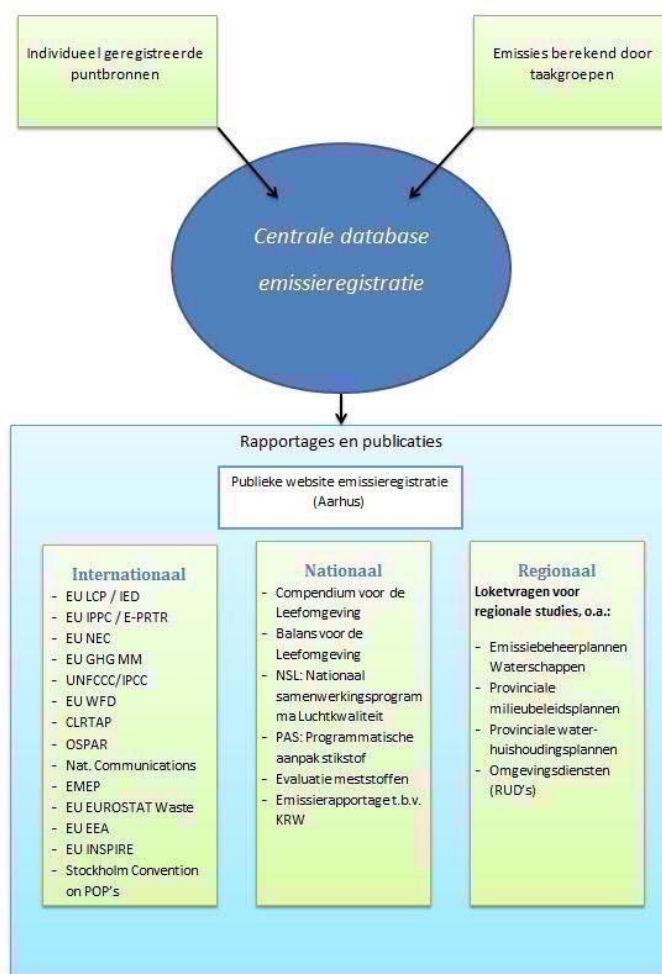 Individueel geregistreerde
puntbronnen
Emissies berekend door
taakgroepen
Centrale database
emissieregistratie
Rapportages en publicaties
Publieke website emissieregistratie
(Aarhus)
Internationaal
- EU LCP / IED
- EU IPPC / E-PRTR
- EU NEC
- EU GHG MM
- UNFCCC/IPCC
- EU WFD
- CLRTAP
- OSPAR
- Nat. Communications
- EMEP
- EU EUROSTAT Waste
- EU EEA
- EU INSPIRE
- Stockholm Convention
on POP's
Nationaal
- Compendium voor de
Leefomgeving
- Balans voor de
Leefomgeving
- NSL: Nationaal
samenwerkingsprogram
ma Luchtkwaliteit
- PAS: Programmatische
aanpak stikstof
- Evaluatie meststoffen
- Emissierapportage t.b.v.
KRW
Regionaal
Loketvragen voor
regionale studies, o.a.:
- Emissiebeheerplannen
Waterschappen
- Provinciale
milieubeleidsplannen
- Provinciale water-
huishoudingsplannen
- Omgevingsdiensten
(RUD's)